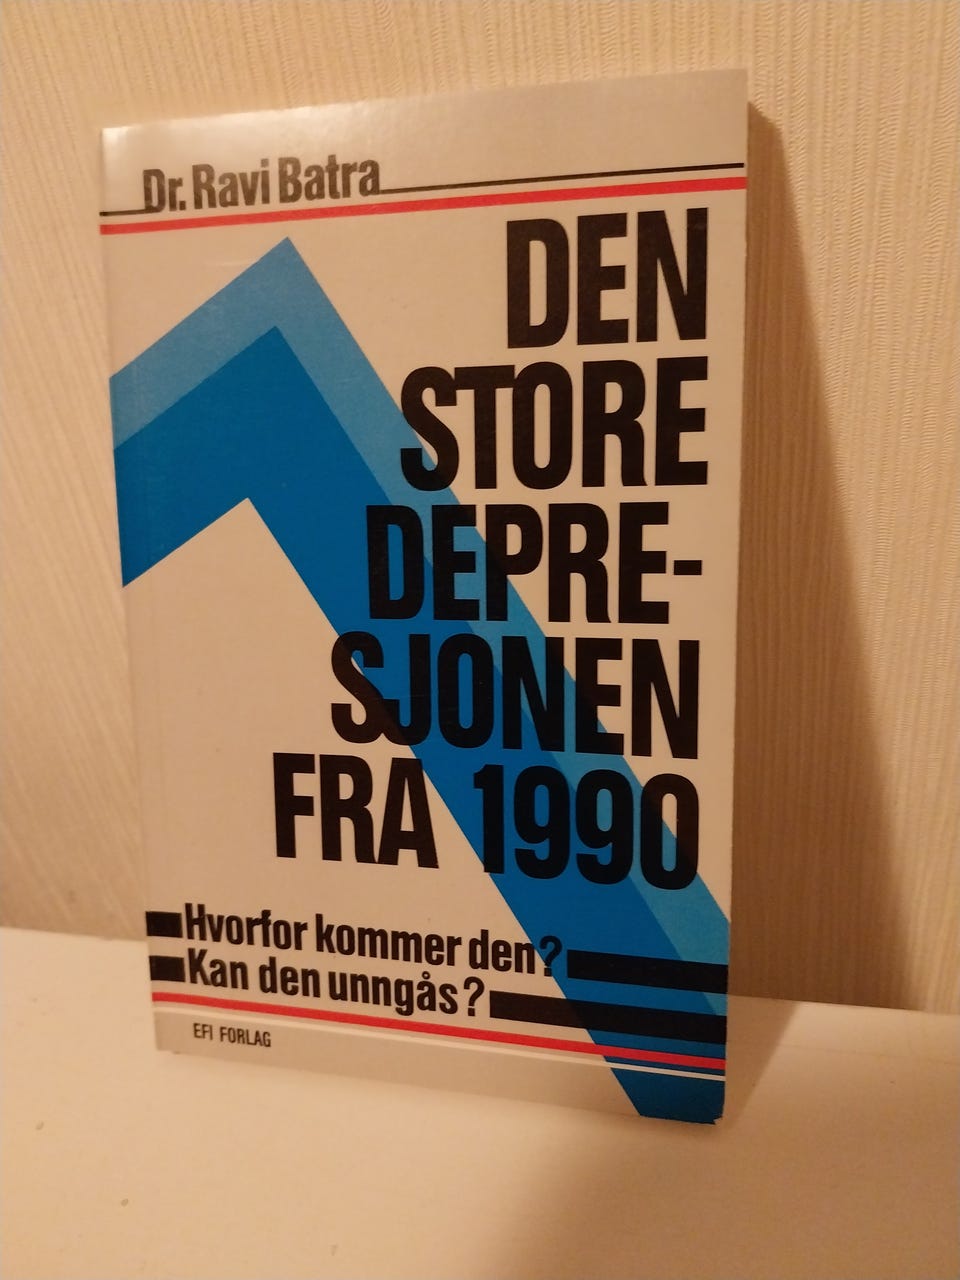 Dr. Ravi Batra
DEN
STORE
DEPRE-
SJONEN
FRA 1990
Hvorfor kommer den?
Kan den unngås?
EFI FORLAG